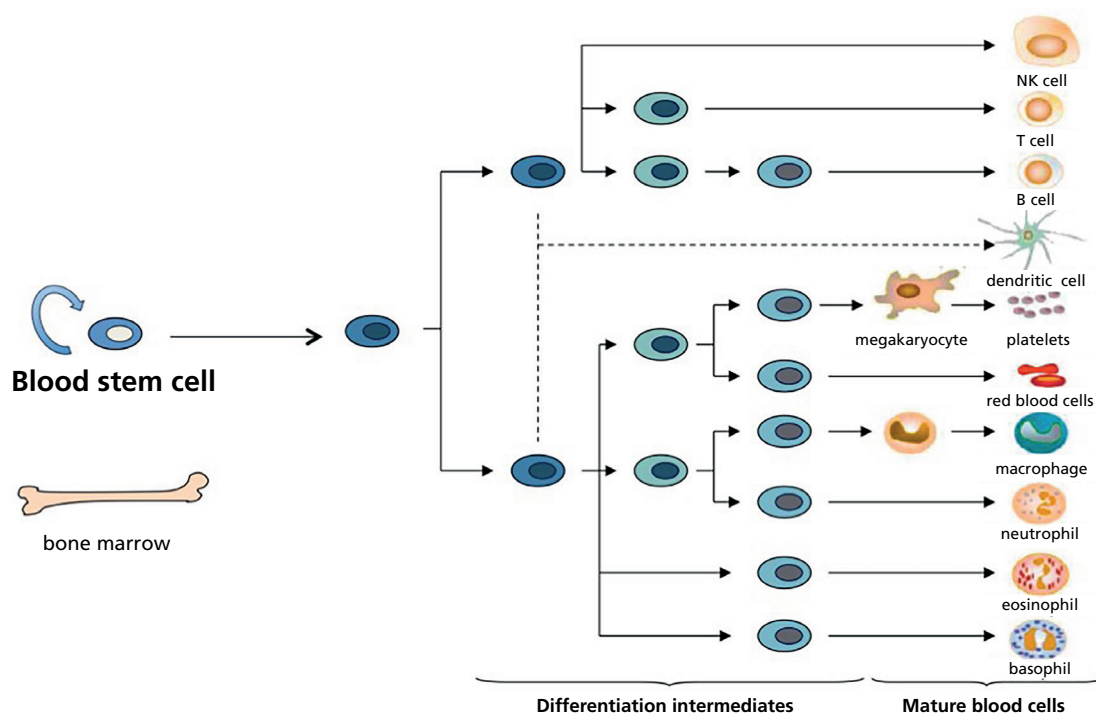 NK cell
T cell
B cell
dendritic cell
megakaryocyte
platelets
Blood stem cell
red blood cells
macrophage
bone marrow
neutrophil
eosinophil
basophil
Differentiation intermediates
Mature blood cells